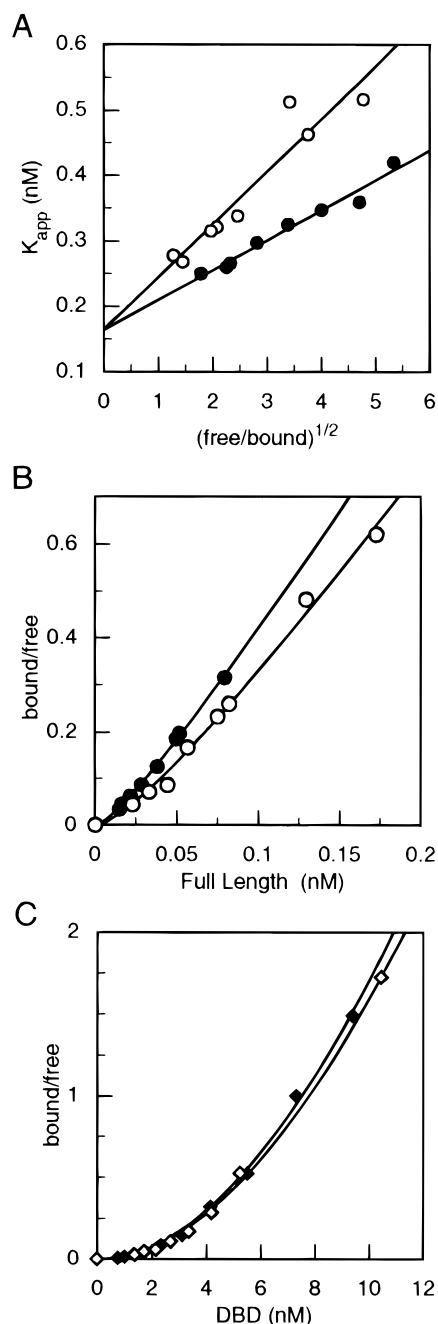 A
0.6
0.5
0.4
0.3
0.2
0.1
K_app (nM)
0 1 2 3 4 5 6
(free/bound)^1/2
B
0.6
0.4
0.2
0
bound/free
0 0.05 0.1 0.15 0.2
Full Length (nM)
C
2
1
0
bound/free
0 2 4 6 8 10 12
DBD (nM)